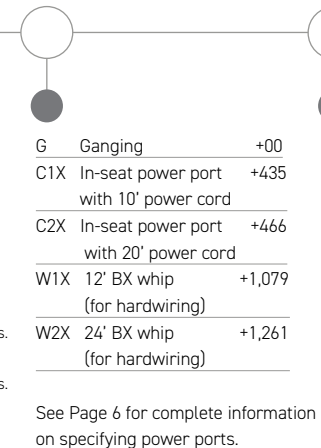 G Ganging +00
C1X In-seat power port +435
with 10' power cord
C2X In-seat power port +466
with 20' power cord
W1X 12' BX whip +1,079
(for hardwiring)
s.
W2X 24' BX whip +1,261
(for hardwiring)
s.
See Page 6 for complete information
on specifying power ports.